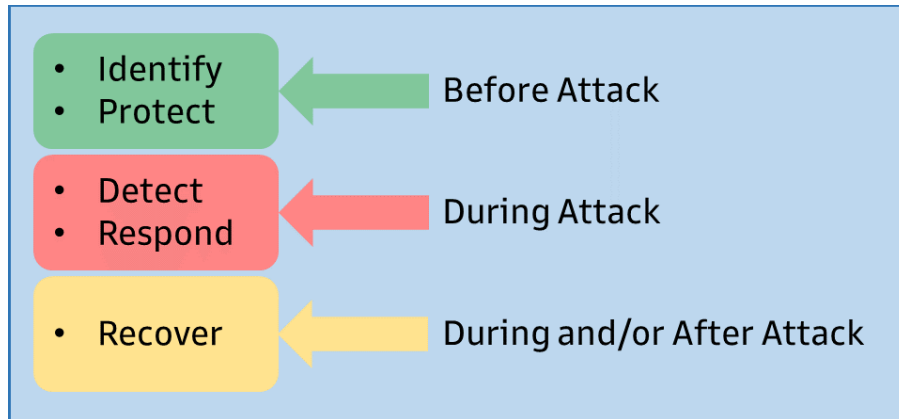 • Identify
• Protect
Before Attack
• Detect
• Respond
During Attack
• Recover
During and/or After Attack